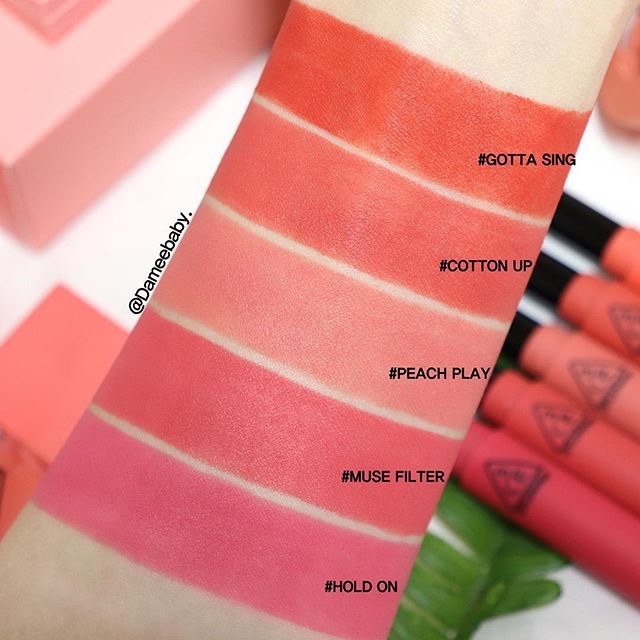 #GOTTA SING
#COTTON UP
@Dameebaby.
#PEACH PLAY
#MUSE FILTER
#HOLD ON